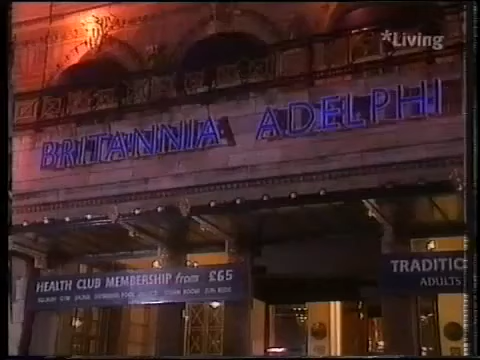 *Living
BRITANNIA ADELPHI
HEALTH CLUB MEMBERSHIP from £65
TRADITIO
ADULTS